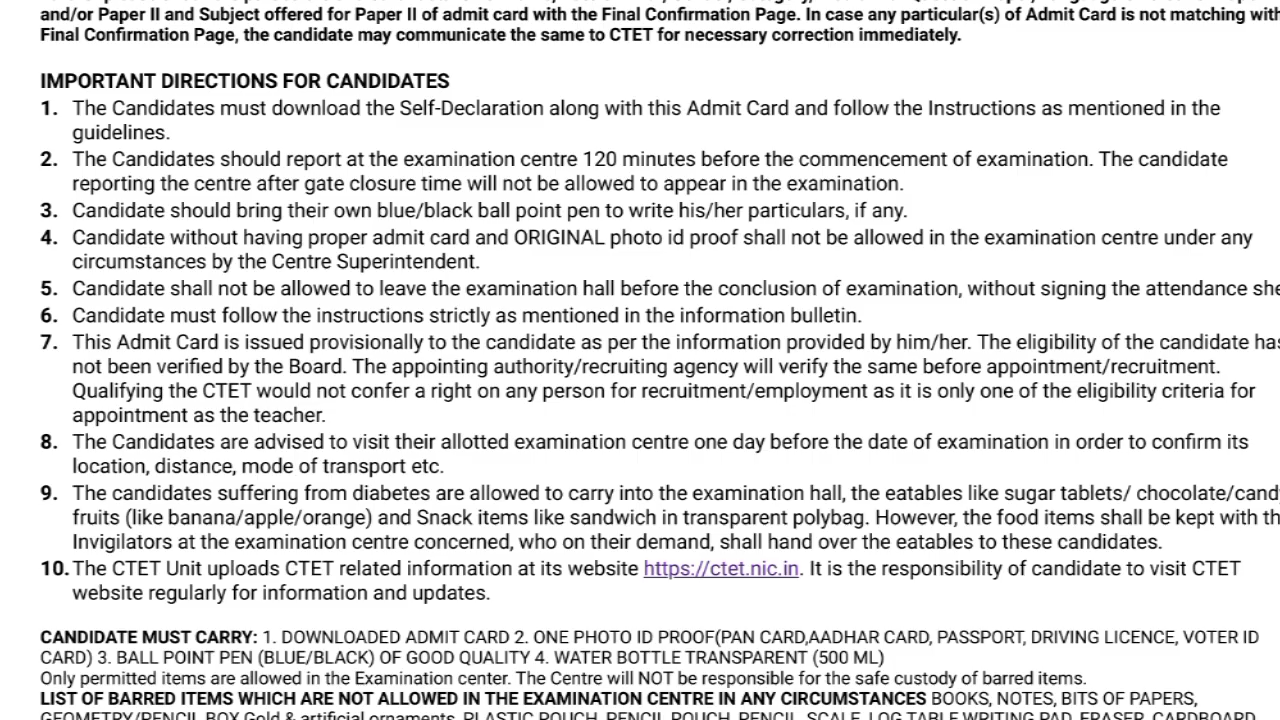 and/or Paper II and Subject offered for Paper II of admit card with the Final Confirmation Page. In case any particular(s) of Admit Card is not matching with
Final Confirmation Page, the candidate may communicate the same to CTET for necessary correction immediately.
IMPORTANT DIRECTIONS FOR CANDIDATES
1. The Candidates must download the Self-Declaration along with this Admit Card and follow the Instructions as mentioned in the
guidelines.
2. The Candidates should report at the examination centre 120 minutes before the commencement of examination. The candidate
reporting the centre after gate closure time will not be allowed to appear in the examination.
3. Candidate should bring their own blue/black ball point pen to write his/her particulars, if any.
4. Candidate without having proper admit card and ORIGINAL photo id proof shall not be allowed in the examination centre under any
circumstances by the Centre Superintendent.
5. Candidate shall not be allowed to leave the examination hall before the conclusion of examination, without signing the attendance she
6. Candidate must follow the instructions strictly as mentioned in the information bulletin.
7. This Admit Card is issued provisionally to the candidate as per the information provided by him/her. The eligibility of the candidate has
not been verified by the Board. The appointing authority/recruiting agency will verify the same before appointment/recruitment.
Qualifying the CTET would not confer a right on any person for recruitment/employment as it is only one of the eligibility criteria for
appointment as the teacher.
8. The Candidates are advised to visit their allotted examination centre one day before the date of examination in order to confirm its
location, distance, mode of transport etc.
9. The candidates suffering from diabetes are allowed to carry into the examination hall, the eatables like sugar tablets/ chocolate/cand
fruits (like banana/apple/orange) and Snack items like sandwich in transparent polybag. However, the food items shall be kept with th
Invigilators at the examination centre concerned, who on their demand, shall hand over the eatables to these candidates.
10. The CTET Unit uploads CTET related information at its website https://ctet.nic.in. It is the responsibility of candidate to visit CTET
website regularly for information and updates.
CANDIDATE MUST CARRY: 1. DOWNLOADED ADMIT CARD 2. ONE PHOTO ID PROOF(PAN CARD,AADHAR CARD, PASSPORT, DRIVING LICENCE, VOTER ID
CARD) 3. BALL POINT PEN (BLUE/BLACK) OF GOOD QUALITY 4. WATER BOTTLE TRANSPARENT (500 ML)
Only permitted items are allowed in the Examination center. The Centre will NOT be responsible for the safe custody of barred items.
LIST OF BARRED ITEMS WHICH ARE NOT ALLOWED IN THE EXAMINATION CENTRE IN ANY CIRCUMSTANCES BOOKS, NOTES, BITS OF PAPERS,
GEOMETRY/PENCIL BOX Gold & artificial ornaments, PLASTIC POUCH, PENCIL POUCH, PENCIL, SCALE, LOG TABLE WRITING PAD, ERASER, CARDBOARD